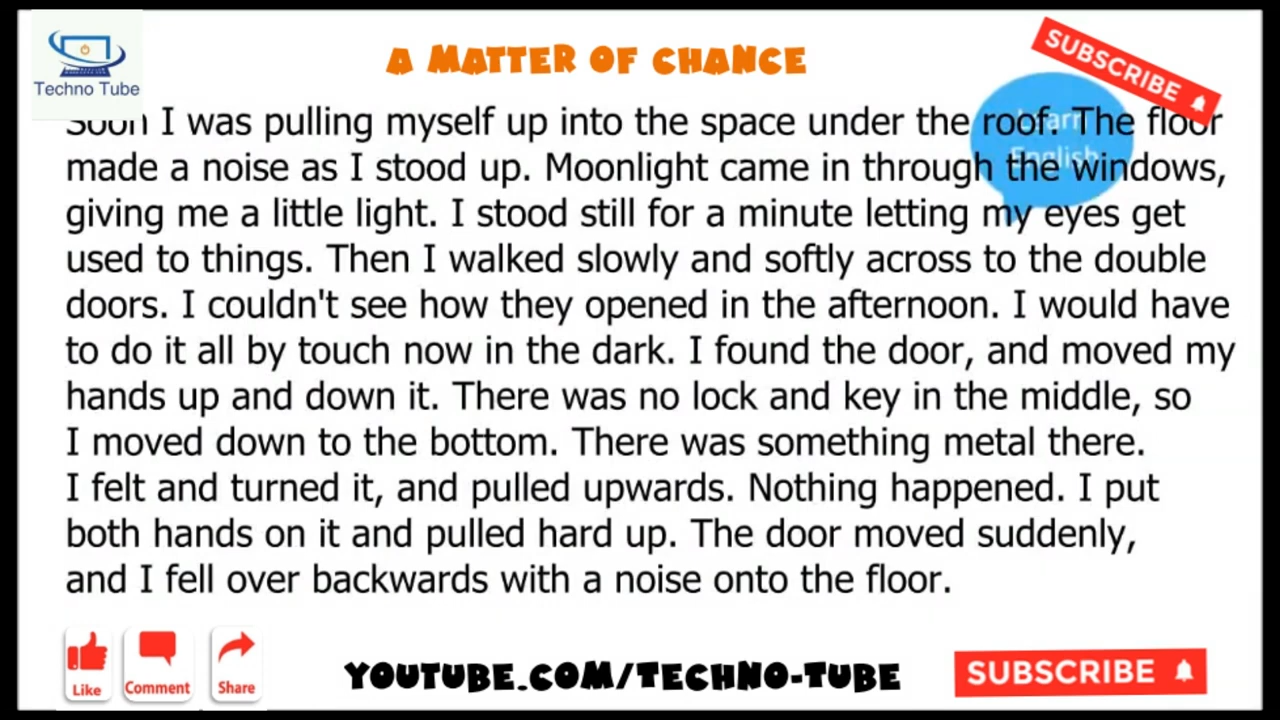 Techno Tube
A MATTER OF CHANCE
SUBSCRIBE
Learn
English
Soon I was pulling myself up into the space under the roof. The floor
made a noise as I stood up. Moonlight came in through the windows,
giving me a little light. I stood still for a minute letting my eyes get
used to things. Then I walked slowly and softly across to the double
doors. I couldn't see how they opened in the afternoon. I would have
to do it all by touch now in the dark. I found the door, and moved my
hands up and down it. There was no lock and key in the middle, so
I moved down to the bottom. There was something metal there.
I felt and turned it, and pulled upwards. Nothing happened. I put
both hands on it and pulled hard up. The door moved suddenly,
and I fell over backwards with a noise onto the floor.
Like
Comment
Share
YOUTUBE.COM/TECHNO-TUBE
SUBSCRIBE